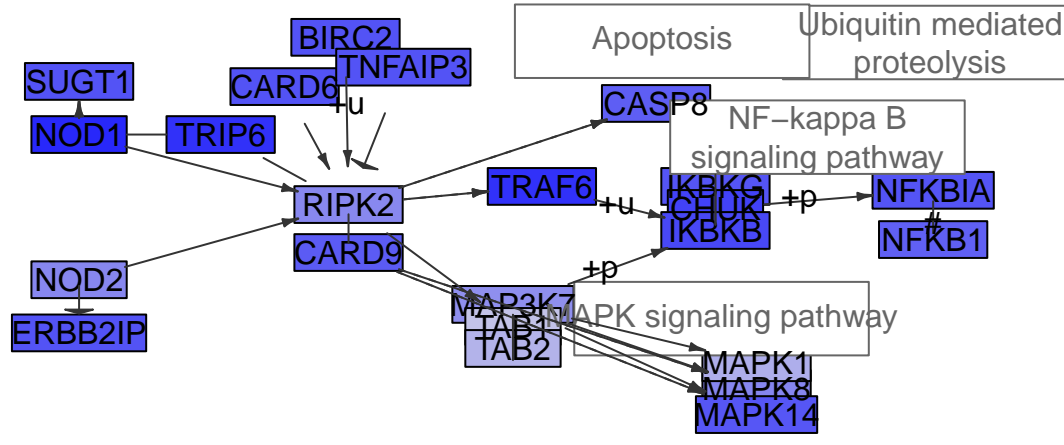 BIRC2
Apoptosis
Ubiquitin mediated
proteolysis
SUGT1
CARD6
TNFAIP3
+u
CASP8
NOD1
TRIP6
NF−kappa B
signaling pathway
RIPK2
TRAF6
+u
IKBKG
CHUK
IKBKB
+p
NFKBIA
#
NFKB1
CARD9
NOD2
+p
ERBB2IP
MAP3K7
TAB1
TAB2
MAPK signaling pathway
MAPK1
MAPK8
MAPK14